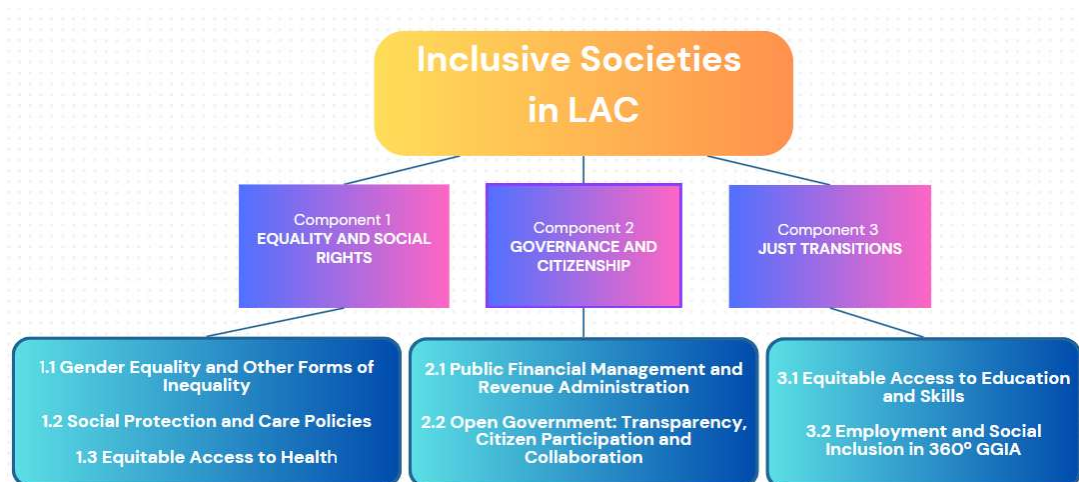 Inclusive Societies
in LAC
Component 1
EQUALITY AND SOCIAL
RIGHTS
Component 2
GOVERNANCE AND
CITIZENSHIP
Component 3
JUST TRANSITIONS
1.1 Gender Equality and Other Forms of
Inequality
1.2 Social Protection and Care Policies
1.3 Equitable Access to Health
2.1 Public Financial Management and
Revenue Administration
2.2 Open Government: Transparency,
Citizen Participation and
Collaboration
3.1 Equitable Access to Education
and Skills
3.2 Employment and Social
Inclusion in 360º GGIA